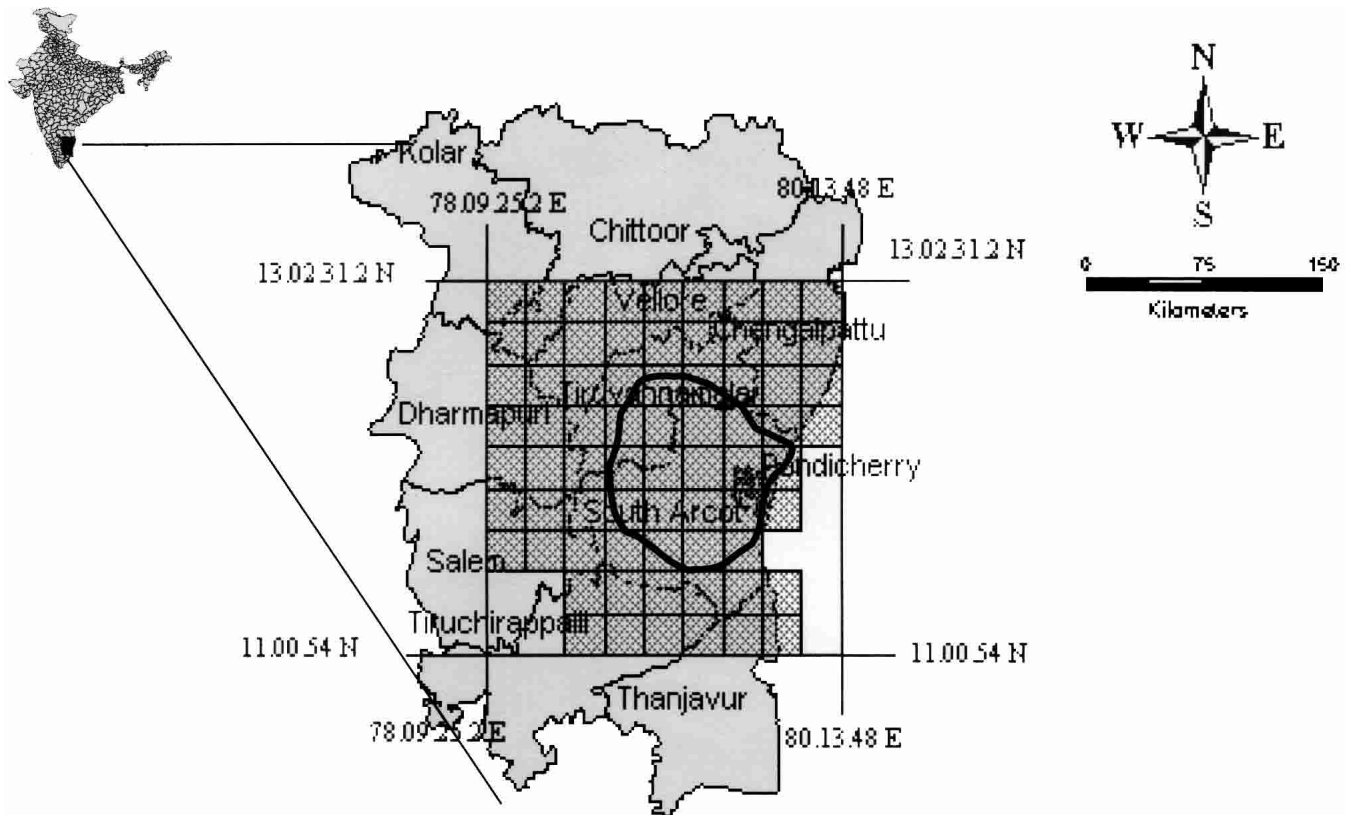 N
W E
S
Kolar
80.13.48 E
78.09.25.2 E
Chittoor
13.02.31.2 N
13.02.31.2 N
0 75 150
Kilometers
Vellore
Chengalpattu
Tiruvannamalai
Dharmapuri
Pondicherry
South Arcot
Salem
Tiruchirappalli
11.00.54 N
11.00.54 N
Thanjavur
78.09.25.2 E
80.13.48 E